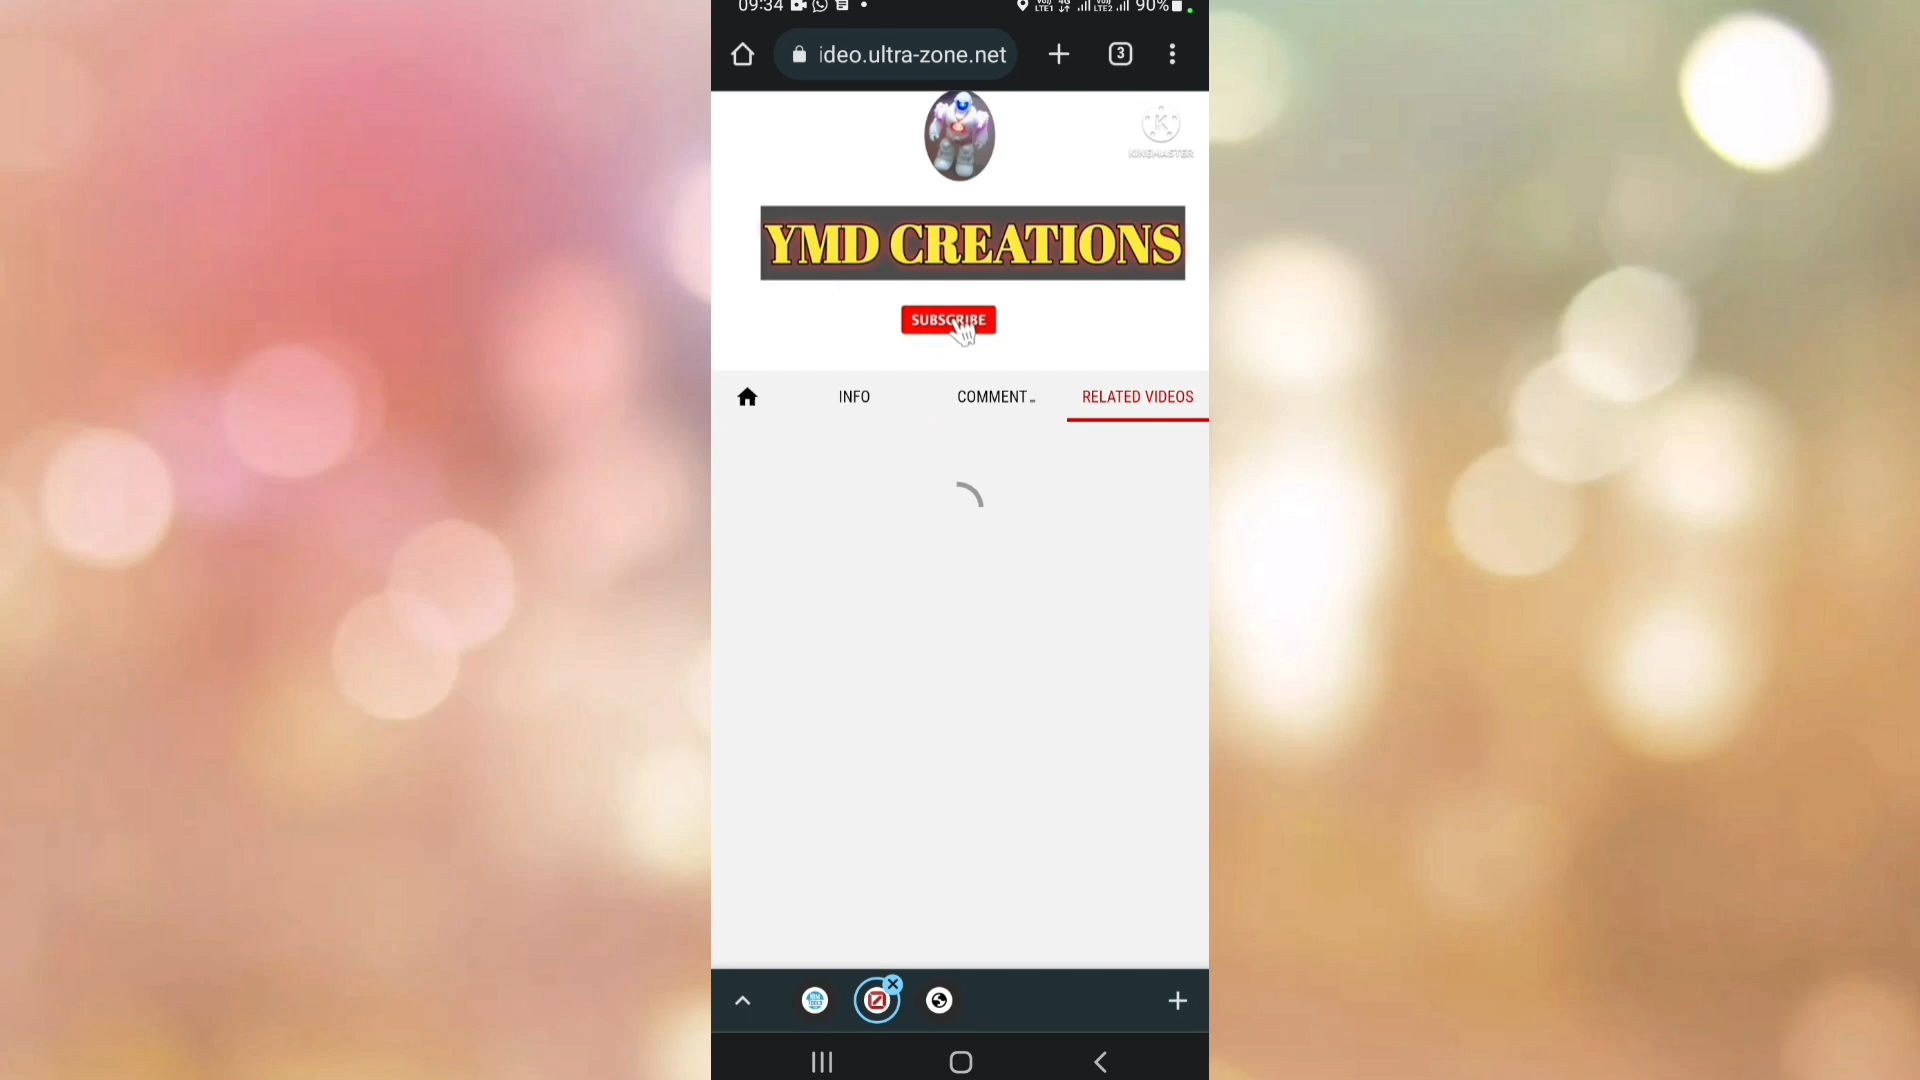 09:34
90%
ideo.ultra-zone.net
3
K
KINEMASTER
YMD CREATIONS
SUBSCRIBE
INFO
COMMENT..
RELATED VIDEOS